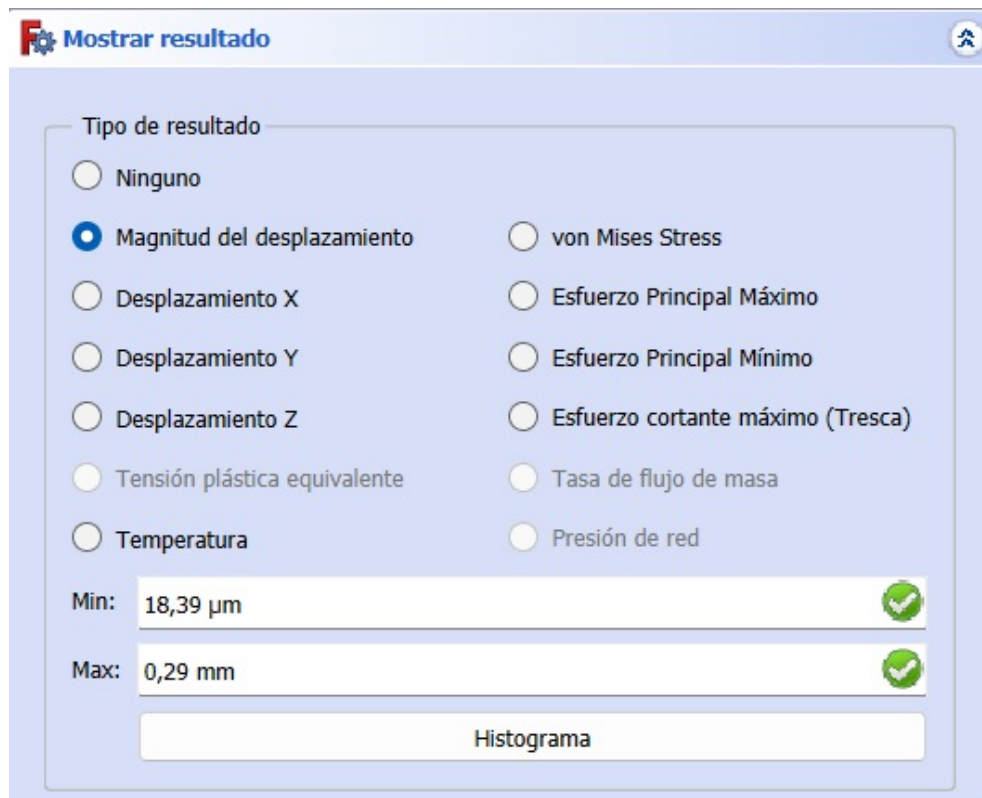 Mostrar resultado
Tipo de resultado
Ninguno
Magnitud del desplazamiento
von Mises Stress
Desplazamiento X
Esfuerzo Principal Máximo
Desplazamiento Y
Esfuerzo Principal Mínimo
Desplazamiento Z
Esfuerzo cortante máximo (Tresca)
Tensión plástica equivalente
Tasa de flujo de masa
Temperatura
Presión de red
Min: 18,39 μm
Max: 0,29 mm
Histograma